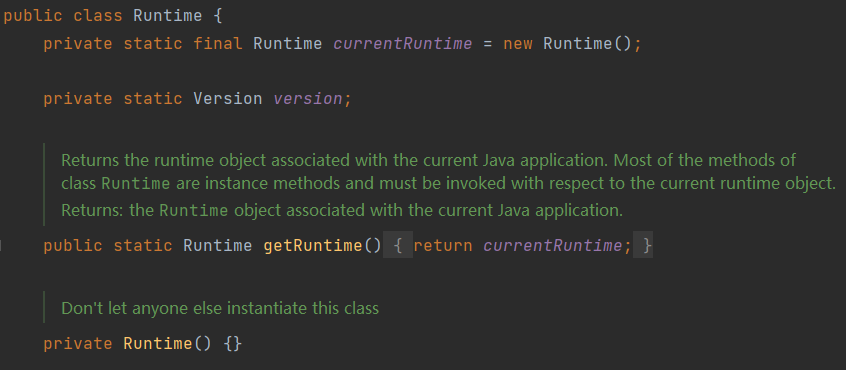 public class Runtime {
private static final Runtime currentRuntime = new Runtime();
private static Version version;
Returns the runtime object associated with the current Java application. Most of the methods of
class Runtime are instance methods and must be invoked with respect to the current runtime object.
Returns: the Runtime object associated with the current Java application.
public static Runtime getRuntime() { return currentRuntime; }
Don't let anyone else instantiate this class
private Runtime() {}